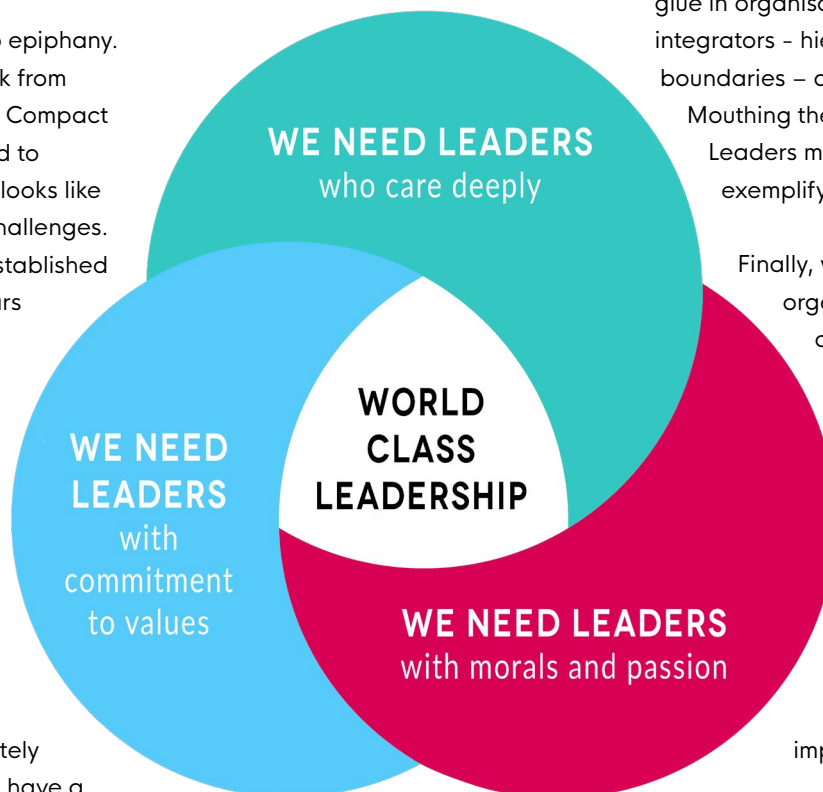 epiphany.
k from
Compact
d to
looks like
hallenges.
stablished
rs
glue in organisa
integrators - hie
boundaries – c
Mouthing the
Leaders m
exemplify
Finally,
orga
WE NEED LEADERS
who care deeply
WORLD
CLASS
LEADERSHIP
WE NEED
LEADERS
with
commitment
to values
WE NEED LEADERS
with morals and passion
tely
have a
imp